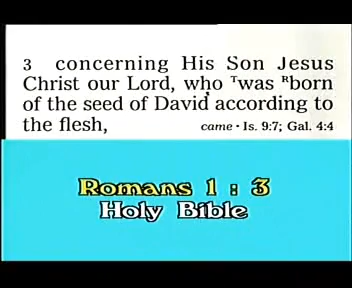 3 concerning His Son Jesus
Christ our Lord, who ᵀwas ᴿborn
of the seed of David according to
the flesh, came · Is. 9:7; Gal. 4:4
Romans 1 : 3
Holy Bible